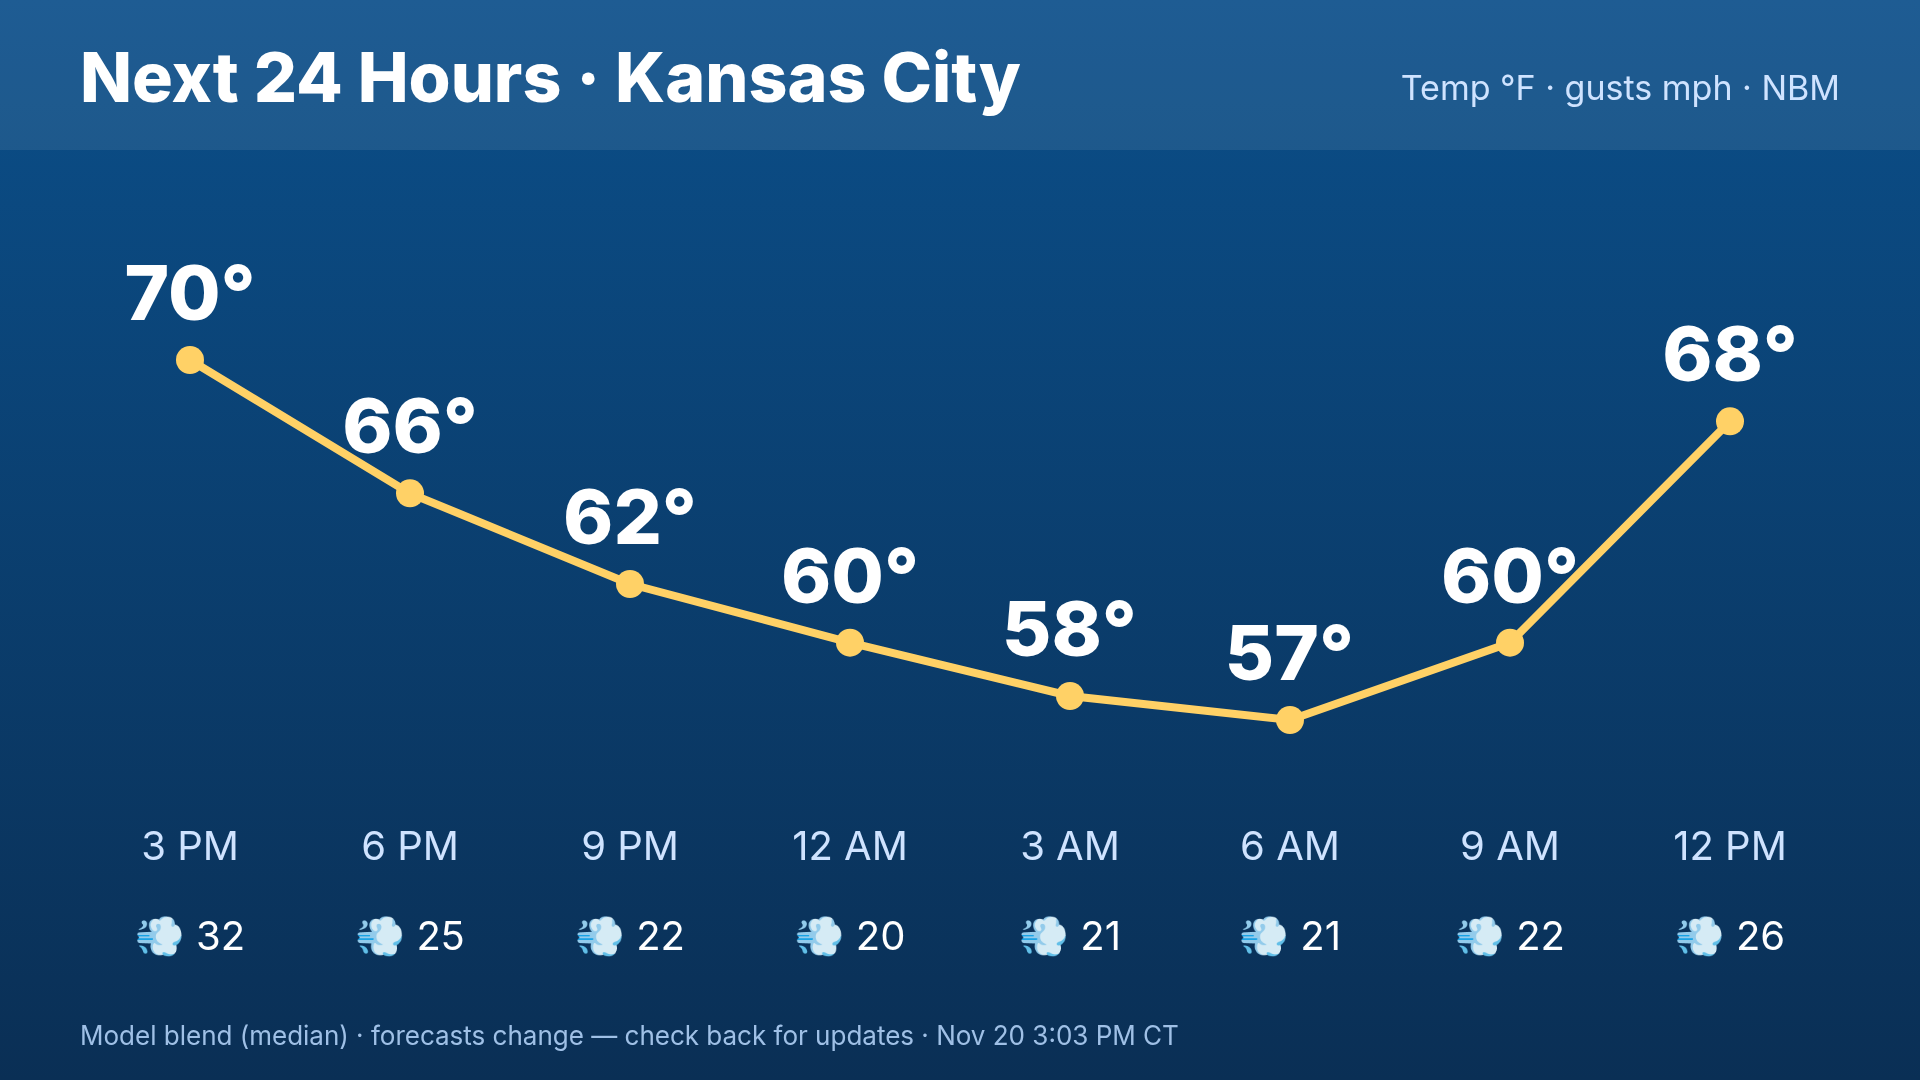 Next 24 Hours · Kansas City
Temp °F · gusts mph · NBM
70°
66°
62°
60°
58°
57°
60°
68°
3 PM 6 PM 9 PM 12 AM 3 AM 6 AM 9 AM 12 PM
💨 32 💨 25 💨 22 💨 20 💨 21 💨 21 💨 22 💨 26
Model blend (median) · forecasts change — check back for updates · Nov 20 3:03 PM CT